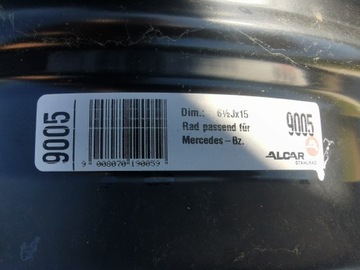 9005
9 008070 190059
Dim.: 6½Jx15
Rad passend für
Mercedes-Bz.
9005
ALCAR
STAHLRAD